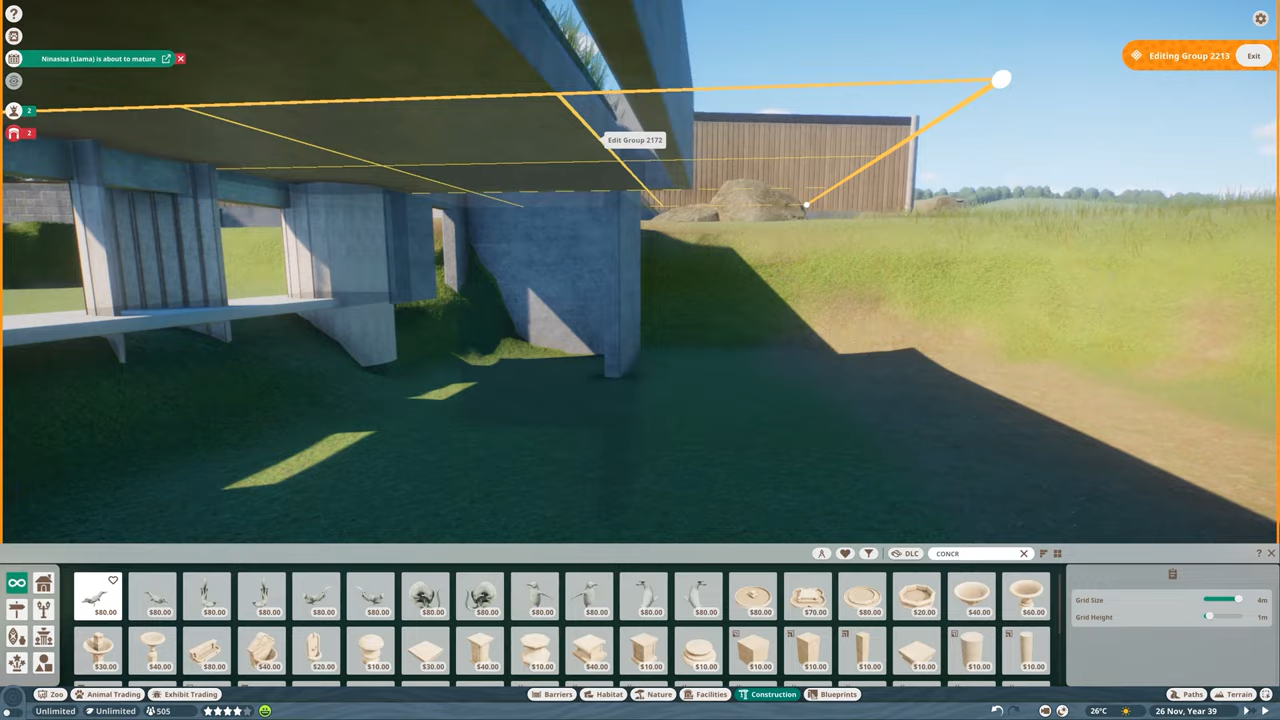 ?
Ninasisa (Llama) is about to mature
2
2
Editing Group 2213
Exit
Edit Group 2172
DLC
CONCR
?
$80.00 $80.00 $80.00 $80.00 $80.00 $80.00 $80.00 $80.00 $80.00 $80.00 $80.00 $80.00 $80.00 $70.00 $80.00 $20.00 $40.00 $60.00
$30.00 $40.00 $80.00 $40.00 $20.00 $10.00 $30.00 $40.00 $10.00 $40.00 $10.00 $10.00 $10.00 $10.00 $10.00 $10.00 $10.00 $10.00
Grid Size 4m
Grid Height 1m
Zoo Animal Trading Exhibit Trading Barriers Habitat Nature Facilities Construction Blueprints Paths Terrain
Unlimited Unlimited 505 26°C 26 Nov, Year 39